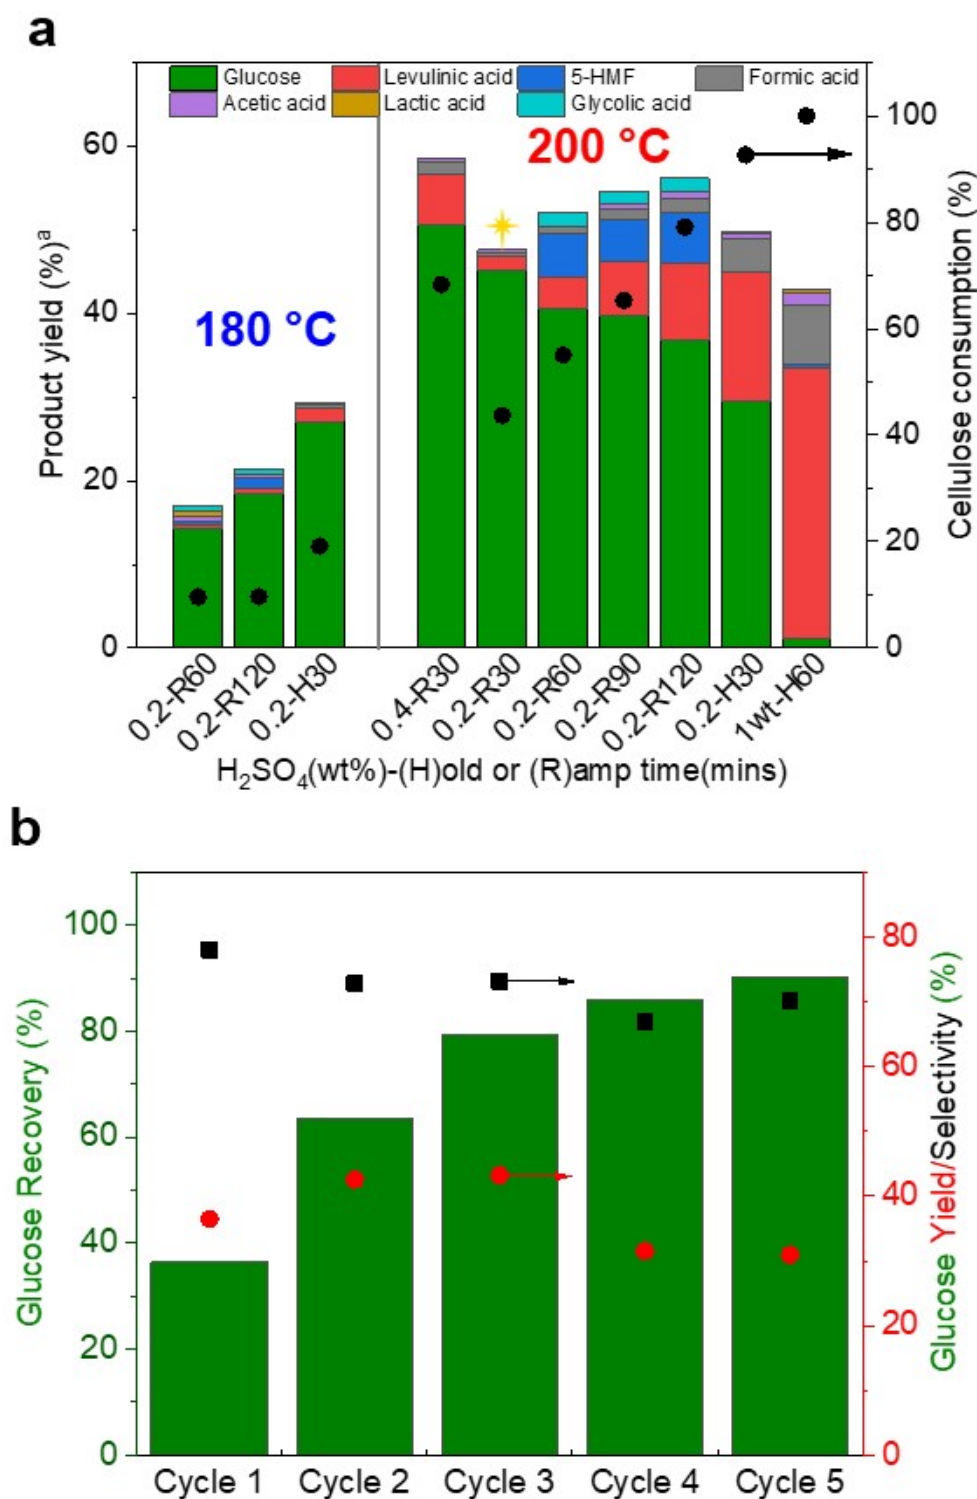 a
Glucose Levulinic acid 5-HMF Formic acid
Acetic acid Lactic acid Glycolic acid
180 °C
200 °C
Product yield (%)ᵃ
0
20
40
60
Cellulose consumption (%)
0
20
40
60
80
100
0.2-R60
0.2-R120
0.2-H30
0.4-R30
0.2-R30
0.2-R60
0.2-R90
0.2-R120
0.2-H30
1wt-H60
H₂SO₄(wt%)-(H)old or (R)amp time(mins)
b
Glucose Recovery (%)
0
20
40
60
80
100
Glucose Yield/Selectivity (%)
0
20
40
60
80
Cycle 1 Cycle 2 Cycle 3 Cycle 4 Cycle 5